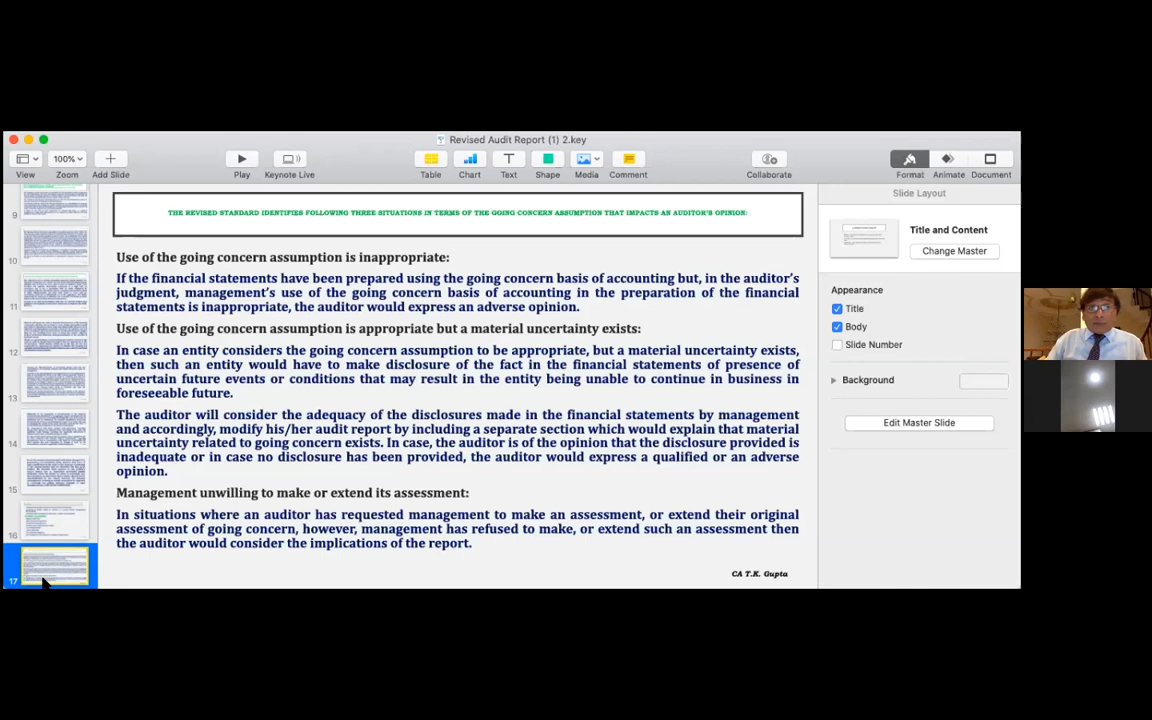 Revised Audit Report (1) 2.key
100%
View Zoom Add Slide Play Keynote Live Table Chart Text Shape Media Comment Collaborate Format Animate Document
9
10
11
12
13
14
15
16
17
THE REVISED STANDARD IDENTIFIES FOLLOWING THREE SITUATIONS IN TERMS OF THE GOING CONCERN ASSUMPTION THAT IMPACTS AN AUDITOR'S OPINION:
Use of the going concern assumption is inappropriate:
If the financial statements have been prepared using the going concern basis of accounting but, in the auditor's
judgment, management's use of the going concern basis of accounting in the preparation of the financial
statements is inappropriate, the auditor would express an adverse opinion.
Use of the going concern assumption is appropriate but a material uncertainty exists:
In case an entity considers the going concern assumption to be appropriate, but a material uncertainty exists,
then such an entity would have to make disclosure of the fact in the financial statements of presence of
uncertain future events or conditions that may result in the entity being unable to continue in business in
foreseeable future.
The auditor will consider the adequacy of the disclosures made in the financial statements by management
and accordingly, modify his/her audit report by including a separate section which would explain that material
uncertainty related to going concern exists. In case, the auditor is of the opinion that the disclosure provided is
inadequate or in case no disclosure has been provided, the auditor would express a qualified or an adverse
opinion.
Management unwilling to make or extend its assessment:
In situations where an auditor has requested management to make an assessment, or extend their original
assessment of going concern, however, management has refused to make, or extend such an assessment then
the auditor would consider the implications of the report.
CA T.K. Gupta
Slide Layout
Title and Content
Change Master
Appearance
Title
Body
Slide Number
Background
Edit Master Slide